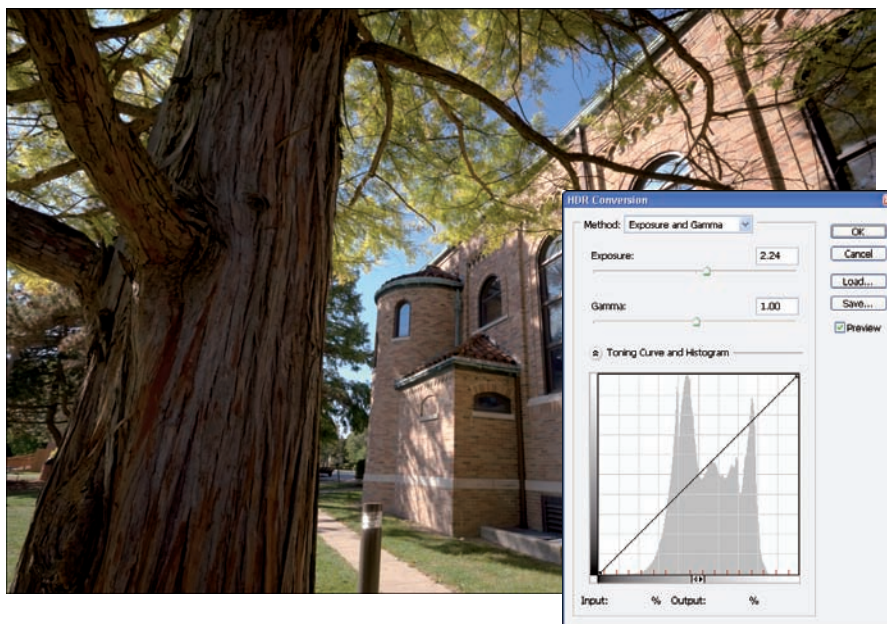 HDR Conversion
Method: Exposure and Gamma
OK
Exposure: 2.24
Cancel
Load...
Gamma: 1.00
Save...
Preview
Toning Curve and Histogram
Input: % Output: %